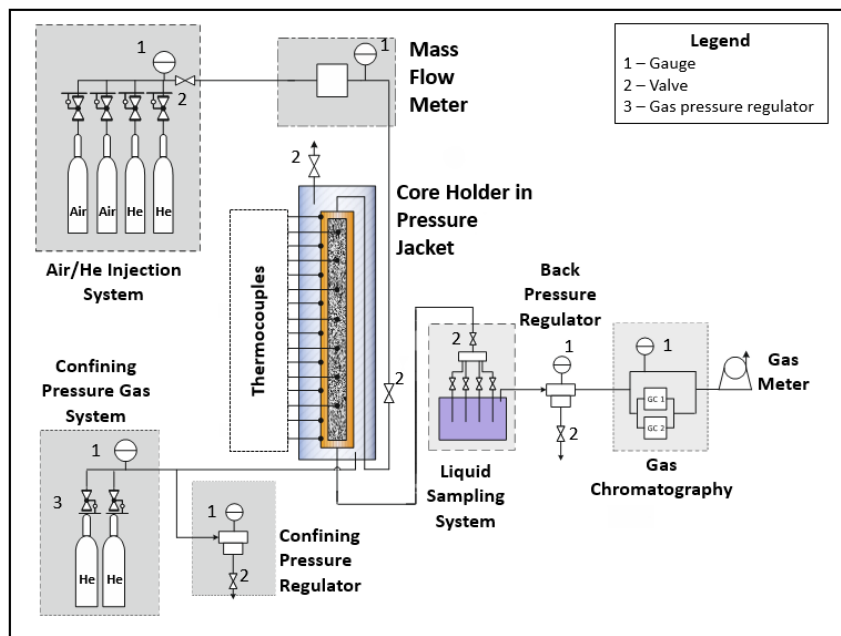 1
2
Air
Air
He
He
Air/He Injection
System
1
Mass
Flow
Meter
Legend
1 – Gauge
2 – Valve
3 – Gas pressure regulator
2
Core Holder in
Pressure
Jacket
Thermocouples
2
Confining
Pressure Gas
System
1
3
He
He
1
2
Confining
Pressure
Regulator
2
Liquid
Sampling
System
Back
Pressure
Regulator
1
2
1
GC 1
GC 2
Gas
Chromatography
Gas
Meter